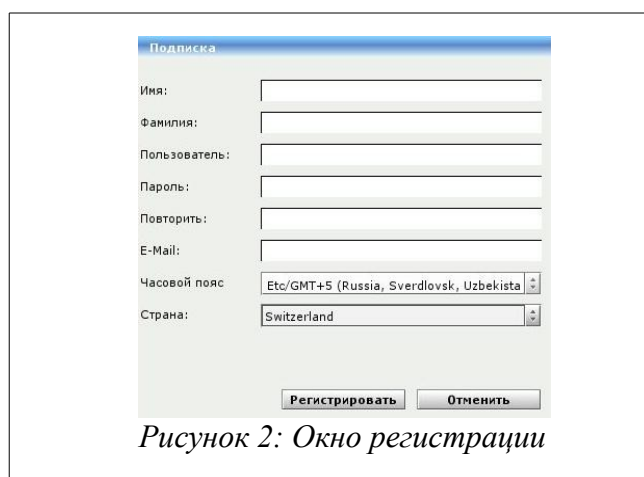 Подписка
Имя:
Фамилия:
Пользователь:
Пароль:
Повторить:
E-Mail:
Часовой пояс Etc/GMT+5 (Russia, Sverdlovsk, Uzbekista
Страна: Switzerland
Регистрировать Отменить
Рисунок 2: Окно регистрации